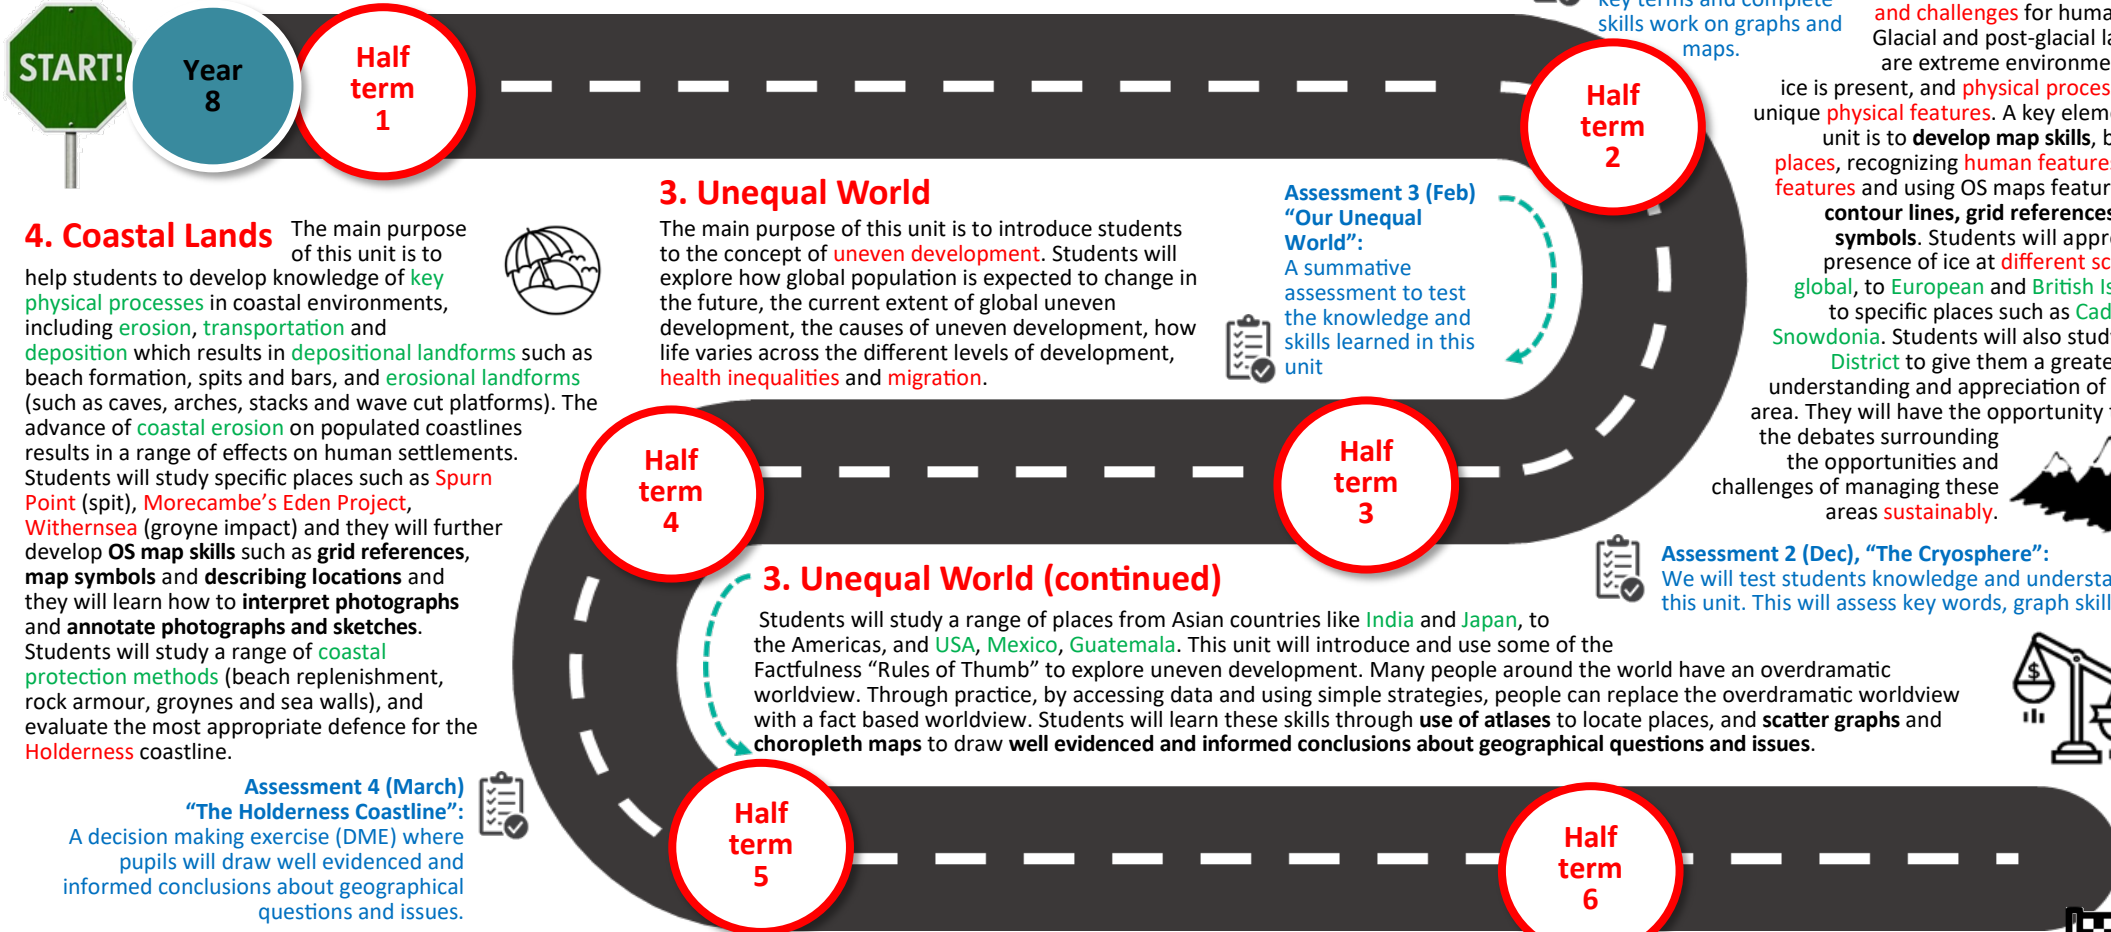 START!
Year
8
Half
term
1
key terms and complete
skills work on graphs and
maps.
Half
term
2
and challenges for huma
Glacial and post-glacial la
are extreme environme
ice is present, and physical proces
unique physical features. A key elem
unit is to develop map skills, b
places, recognizing human feature
features and using OS maps featur
contour lines, grid references
symbols. Students will appr
presence of ice at different sc
global, to European and British Is
to specific places such as Cad
Snowdonia. Students will also stud
District to give them a greate
understanding and appreciation of
area. They will have the opportunity
the debates surrounding
the opportunities and
challenges of managing these
areas sustainably.
Assessment 2 (Dec), “The Cryosphere”:
We will test students knowledge and understa
this unit. This will assess key words, graph skill
3. Unequal World
The main purpose of this unit is to introduce students
to the concept of uneven development. Students will
explore how global population is expected to change in
the future, the current extent of global uneven
development, the causes of uneven development, how
life varies across the different levels of development,
health inequalities and migration.
Assessment 3 (Feb)
“Our Unequal
World”:
A summative
assessment to test
the knowledge and
skills learned in this
unit
Half
term
3
Half
term
4
3. Unequal World (continued)
Students will study a range of places from Asian countries like India and Japan, to
the Americas, and USA, Mexico, Guatemala. This unit will introduce and use some of the
Factfulness “Rules of Thumb” to explore uneven development. Many people around the world have an overdramatic
worldview. Through practice, by accessing data and using simple strategies, people can replace the overdramatic worldview
with a fact based worldview. Students will learn these skills through use of atlases to locate places, and scatter graphs and
choropleth maps to draw well evidenced and informed conclusions about geographical questions and issues.
$
4. Coastal Lands
The main purpose
of this unit is to
help students to develop knowledge of key
physical processes in coastal environments,
including erosion, transportation and
deposition which results in depositional landforms such as
beach formation, spits and bars, and erosional landforms
(such as caves, arches, stacks and wave cut platforms). The
advance of coastal erosion on populated coastlines
results in a range of effects on human settlements.
Students will study specific places such as Spurn
Point (spit), Morecambe’s Eden Project,
Withernsea (groyne impact) and they will further
develop OS map skills such as grid references,
map symbols and describing locations and
they will learn how to interpret photographs
and annotate photographs and sketches.
Students will study a range of coastal
protection methods (beach replenishment,
rock armour, groynes and sea walls), and
evaluate the most appropriate defence for the
Holderness coastline.
Assessment 4 (March)
“The Holderness Coastline”:
A decision making exercise (DME) where
pupils will draw well evidenced and
informed conclusions about geographical
questions and issues.
Half
term
5
Half
term
6